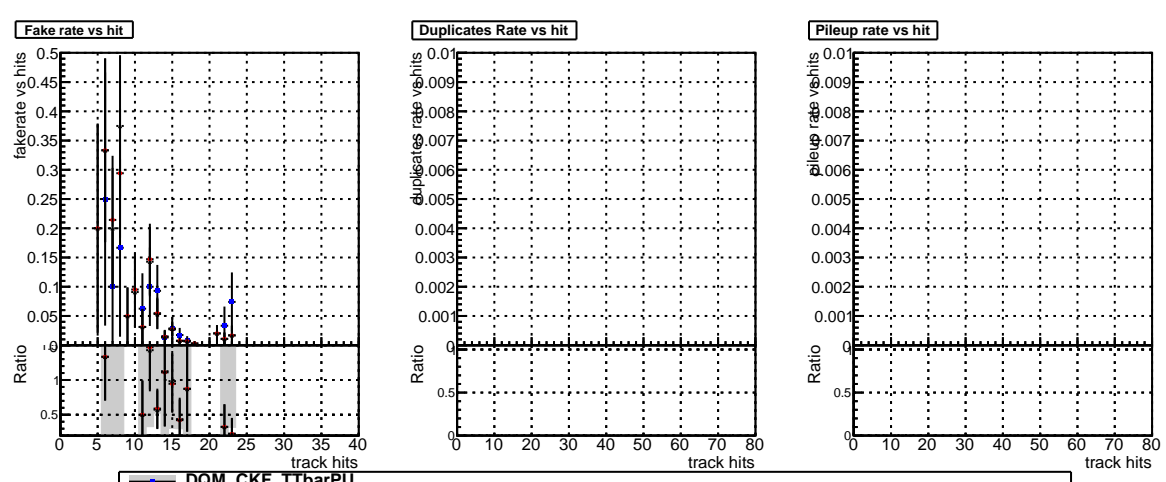 Fake rate vs hit
fakerate vs hits
0.5
0.45
0.4
0.35
0.3
0.25
0.2
0.15
0.1
0.05
0
Ratio
1
0.5
0 5 10 15 20 25 30 35 40
track hits
Duplicates Rate vs hit
duplicates rate vs hits
0.01
0.009
0.008
0.007
0.006
0.005
0.004
0.003
0.002
0.001
0
Ratio
1
0.5
0
0 10 20 30 40 50 60 70 80
track hits
Pileup rate vs hit
pileup rate vs hits
0.01
0.009
0.008
0.007
0.006
0.005
0.004
0.003
0.002
0.001
0
Ratio
1
0.5
0
0 10 20 30 40 50 60 70 80
track hits
DQM_CKF_TTbarPU